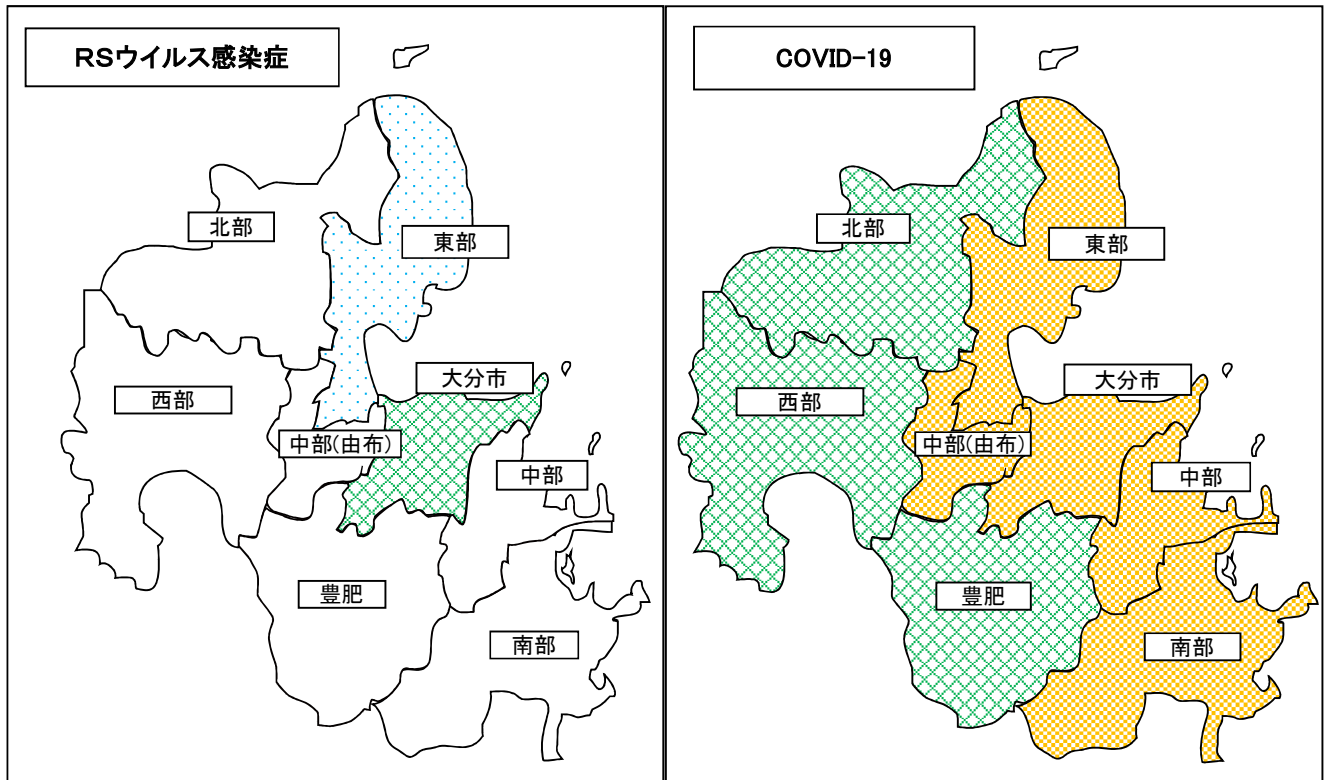 RSウイルス感染症
北部
東部
大分市
西部
中部(由布)
中部
豊肥
南部
COVID-19
北部
東部
大分市
西部
中部(由布)
中部
豊肥
南部